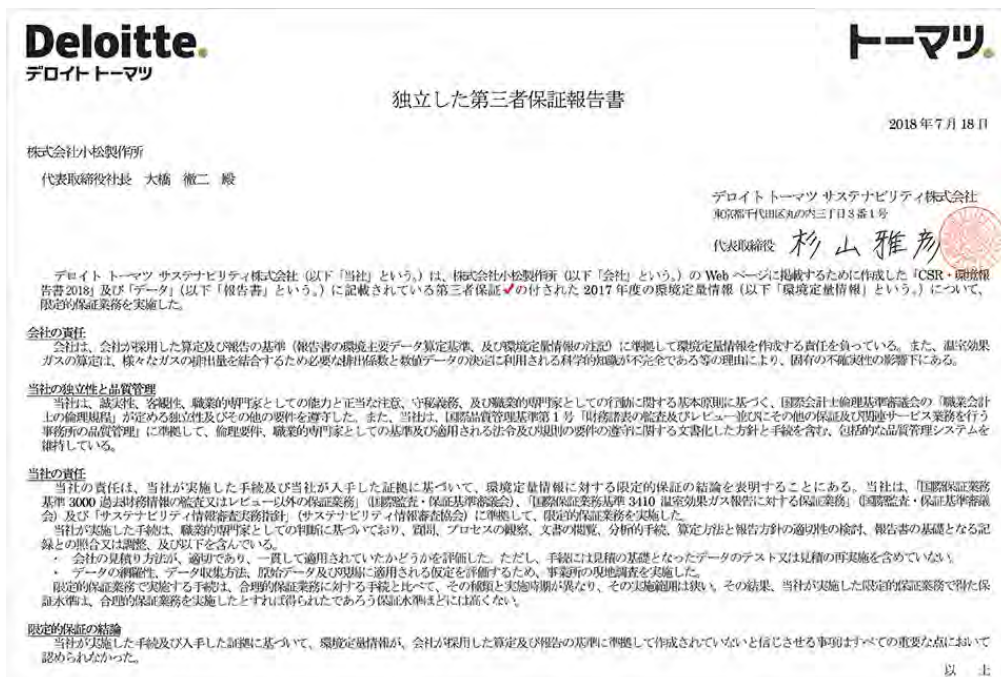 Deloitte.
デロイト トーマツ
トーマツ.
独立した第三者保証報告書
2018年7月18日
株式会社小松製作所
代表取締役社長 大橋 徹二 殿
デロイト トーマツ サステナビリティ株式会社
東京都千代田区丸の内三丁目3番1号
代表取締役 杉山雅彦
デロイト トーマツ サステナビリティ株式会社(以下「当社」という。)は、株式会社小松製作所(以下「会社」という。)の Web ページに掲載するために作成した「CSR・環境報
告書2018」及び「データ」(以下「報告書」という。)に記載されている第三者保証✔の付された 2017 年度の環境定量情報(以下「環境定量情報」という。)について、
限定的保証業務を実施した。
会社の責任
会社は、会社が採用した算定及び報告の基準(報告書の環境主要データ算定基準、及び環境定量情報の注記)に準拠して環境定量情報を作成する責任を負っている。また、温室効果
ガスの算定は、様々なガスの排出量を結合するため必要な排出係数と数値データの決定に利用される科学的知識が不完全である等の理由により、固有の不確実性の影響下にある。
当社の独立性と品質管理
当社は、誠実性、客観性、職業的専門家としての能力と正当な注意、守秘義務、及び職業的専門家としての行動に関する基本原則に基づく、国際会計士倫理基準審議会の「職業会計
士の倫理規程」が定める独立性及びその他の要件を遵守した。また、当社は、国際品質管理基準第1号「財務諸表の監査及びレビュー並びにその他の保証及び関連サービス業務を行う
事務所の品質管理」に準拠して、倫理要件、職業的専門家としての基準及び適用される法令及び規則の要件の遵守に関する文書化した方針と手続を含む、包括的な品質管理システムを
維持している。
当社の責任
当社の責任は、当社が実施した手続及び当社が入手した証拠に基づいて、環境定量情報に対する限定的保証の結論を表明することにある。当社は、「国際保証業務
基準 3000 過去財務情報の監査又はレビュー以外の保証業務」(国際監査・保証基準審議会)、「国際保証業務基準 3410 温室効果ガス報告に対する保証業務」(国際監査・保証基準審議
会)及び「サステナビリティ情報審査実務指針」(サステナビリティ情報審査協会)に準拠して、限定的保証業務を実施した。
当社が実施した手続は、職業的専門家としての判断に基づいており、質問、プロセスの観察、文書の閲覧、分析的手続、算定方法と報告方針の適切性の検討、報告書の基礎となる記
録との照合又は調整、及び以下を含んでいる。
・ 会社の見積り方法が、適切であり、一貫して適用されていたかどうかを評価した。ただし、手続には見積の基礎となったデータのテスト又は見積の再実施を含めていない。
・ データの網羅性、データ収集方法、原始データ及び現場に適用される仮定を評価するため、事業所の現地調査を実施した。
限定的保証業務で実施する手続は、合理的保証業務に対する手続と比べて、その種類と実施時期が異なり、その実施範囲は狭い。その結果、当社が実施した限定的保証業務で得た保
証水準は、合理的保証業務を実施したとすれば得られたであろう保証水準ほどには高くない。
限定的保証の結論
当社が実施した手続及び入手した証拠に基づいて、環境定量情報が、会社が採用した算定及び報告の基準に準拠して作成されていないと信じさせる事項はすべての重要な点において
認められなかった。
以 上